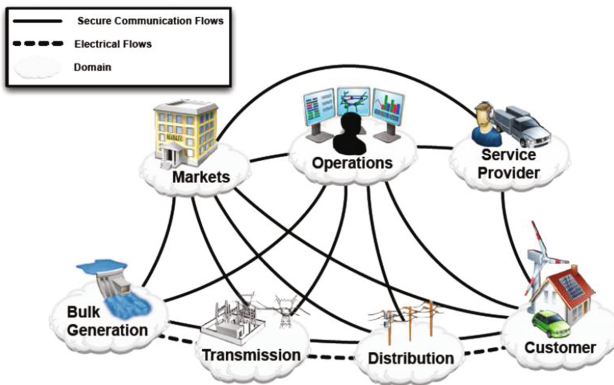 Secure Communication Flows
Electrical Flows
Domain
Markets
Operations
Service
Provider
Bulk
Generation
Transmission
Distribution
Customer